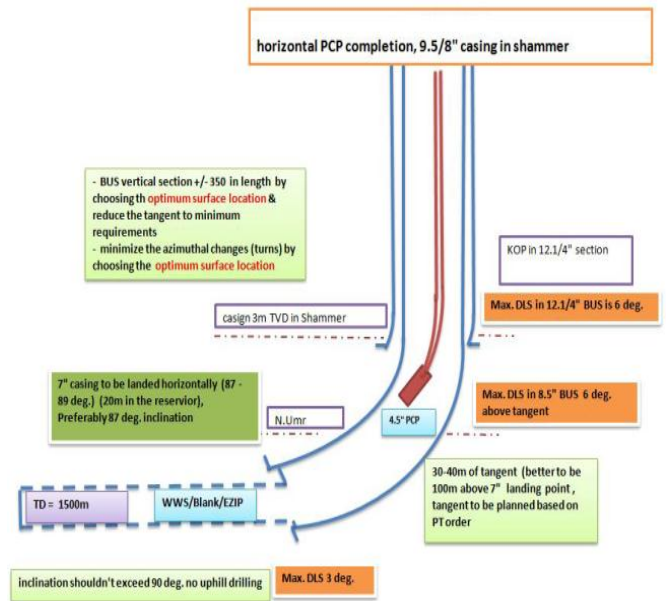 horizontal PCP completion, 9.5/8" casing in shammer
- BUS vertical section +/- 350 in length by
choosing th optimum surface location &
reduce the tangent to minimum
requirements
- minimize the azimuthal changes (turns) by
choosing the optimum surface location
KOP in 12.1/4" section
casign 3m TVD in Shammer
Max. DLS in 12.1/4" BUS is 6 deg.
7" casing to be landed horizontally (87 -
89 deg.) (20m in the reservior),
Preferably 87 deg. inclination
N.Umr
4.5" PCP
Max. DLS in 8.5" BUS 6 deg.
above tangent
30-40m of tangent (better to be
100m above 7" landing point ,
tangent to be planned based on
PT order
TD = 1500m
WWS/Blank/EZIP
inclination shouldn't exceed 90 deg. no uphill drilling
Max. DLS 3 deg.